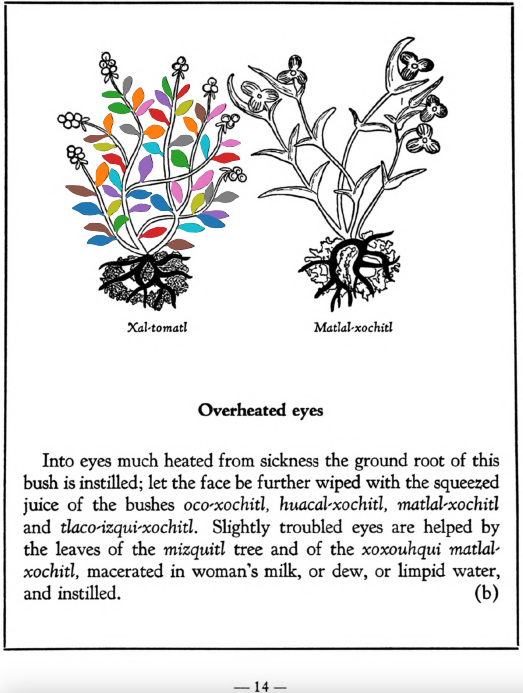 Xal-tomatl
Matlal-xochitl
Overheated eyes
Into eyes much heated from sickness the ground root of this
bush is instilled; let the face be further wiped with the squeezed
juice of the bushes oco-xochitl, huacal-xochitl, matlal-xochitl
and tlaco-izqui-xochitl. Slightly troubled eyes are helped by
the leaves of the mizquitl tree and of the xoxouhqui matlal-
xochitl, macerated in woman's milk, or dew, or limpid water,
and instilled. (b)
— 14 —